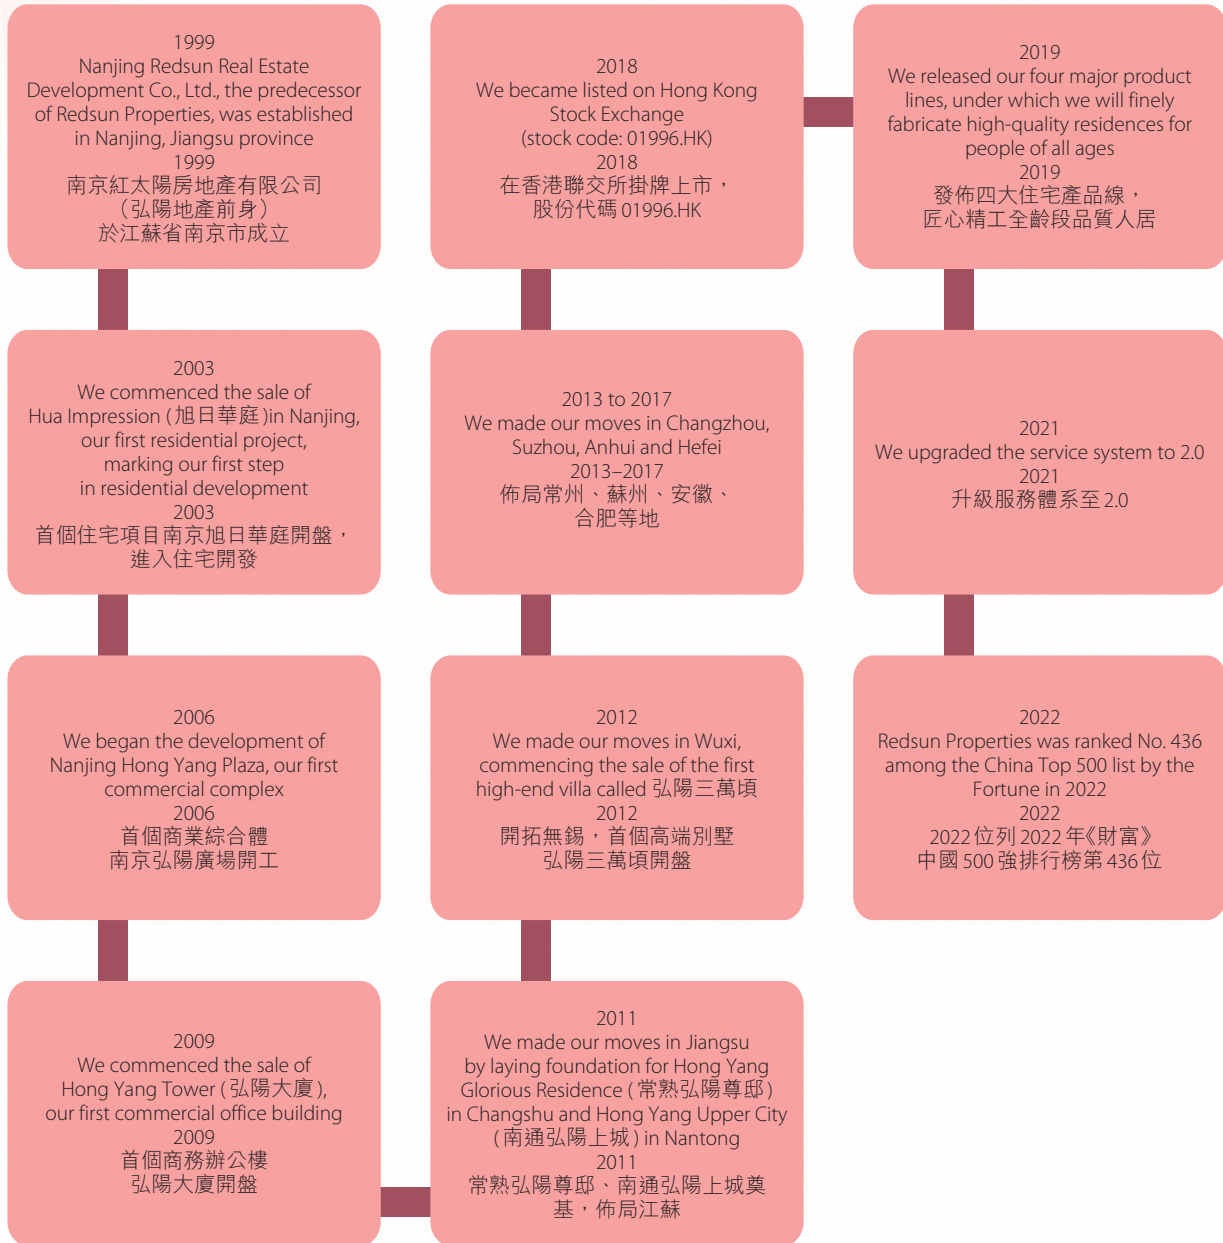 1999
Nanjing Redsun Real Estate
Development Co., Ltd., the predecessor
of Redsun Properties, was established
in Nanjing, Jiangsu province
1999
南京紅太陽房地產有限公司
（弘陽地產前身）
於江蘇省南京市成立
2003
We commenced the sale of
Hua Impression (旭日華庭)in Nanjing,
our first residential project,
marking our first step
in residential development
2003
首個住宅項目南京旭日華庭開盤，
進入住宅開發
2006
We began the development of
Nanjing Hong Yang Plaza, our first
commercial complex
2006
首個商業綜合體
南京弘陽廣場開工
2009
We commenced the sale of
Hong Yang Tower (弘陽大廈),
our first commercial office building
2009
首個商務辦公樓
弘陽大廈開盤
2011
We made our moves in Jiangsu
by laying foundation for Hong Yang
Glorious Residence (常熟弘陽尊邸)
in Changshu and Hong Yang Upper City
(南通弘陽上城) in Nantong
2011
常熟弘陽尊邸、南通弘陽上城奠
基，佈局江蘇
2012
We made our moves in Wuxi,
commencing the sale of the first
high-end villa called 弘陽三萬頃
2012
開拓無錫，首個高端別墅
弘陽三萬頃開盤
2013 to 2017
We made our moves in Changzhou,
Suzhou, Anhui and Hefei
2013–2017
佈局常州、蘇州、安徽、
合肥等地
2018
We became listed on Hong Kong
Stock Exchange
(stock code: 01996.HK)
2018
在香港聯交所掛牌上市，
股份代碼 01996.HK
2019
We released our four major product
lines, under which we will finely
fabricate high-quality residences for
people of all ages
2019
發佈四大住宅產品線，
匠心精工全齡段品質人居
2021
We upgraded the service system to 2.0
2021
升級服務體系至 2.0
2022
Redsun Properties was ranked No. 436
among the China Top 500 list by the
Fortune in 2022
2022
2022 位列 2022 年《財富》
中國 500 強排行榜第 436 位